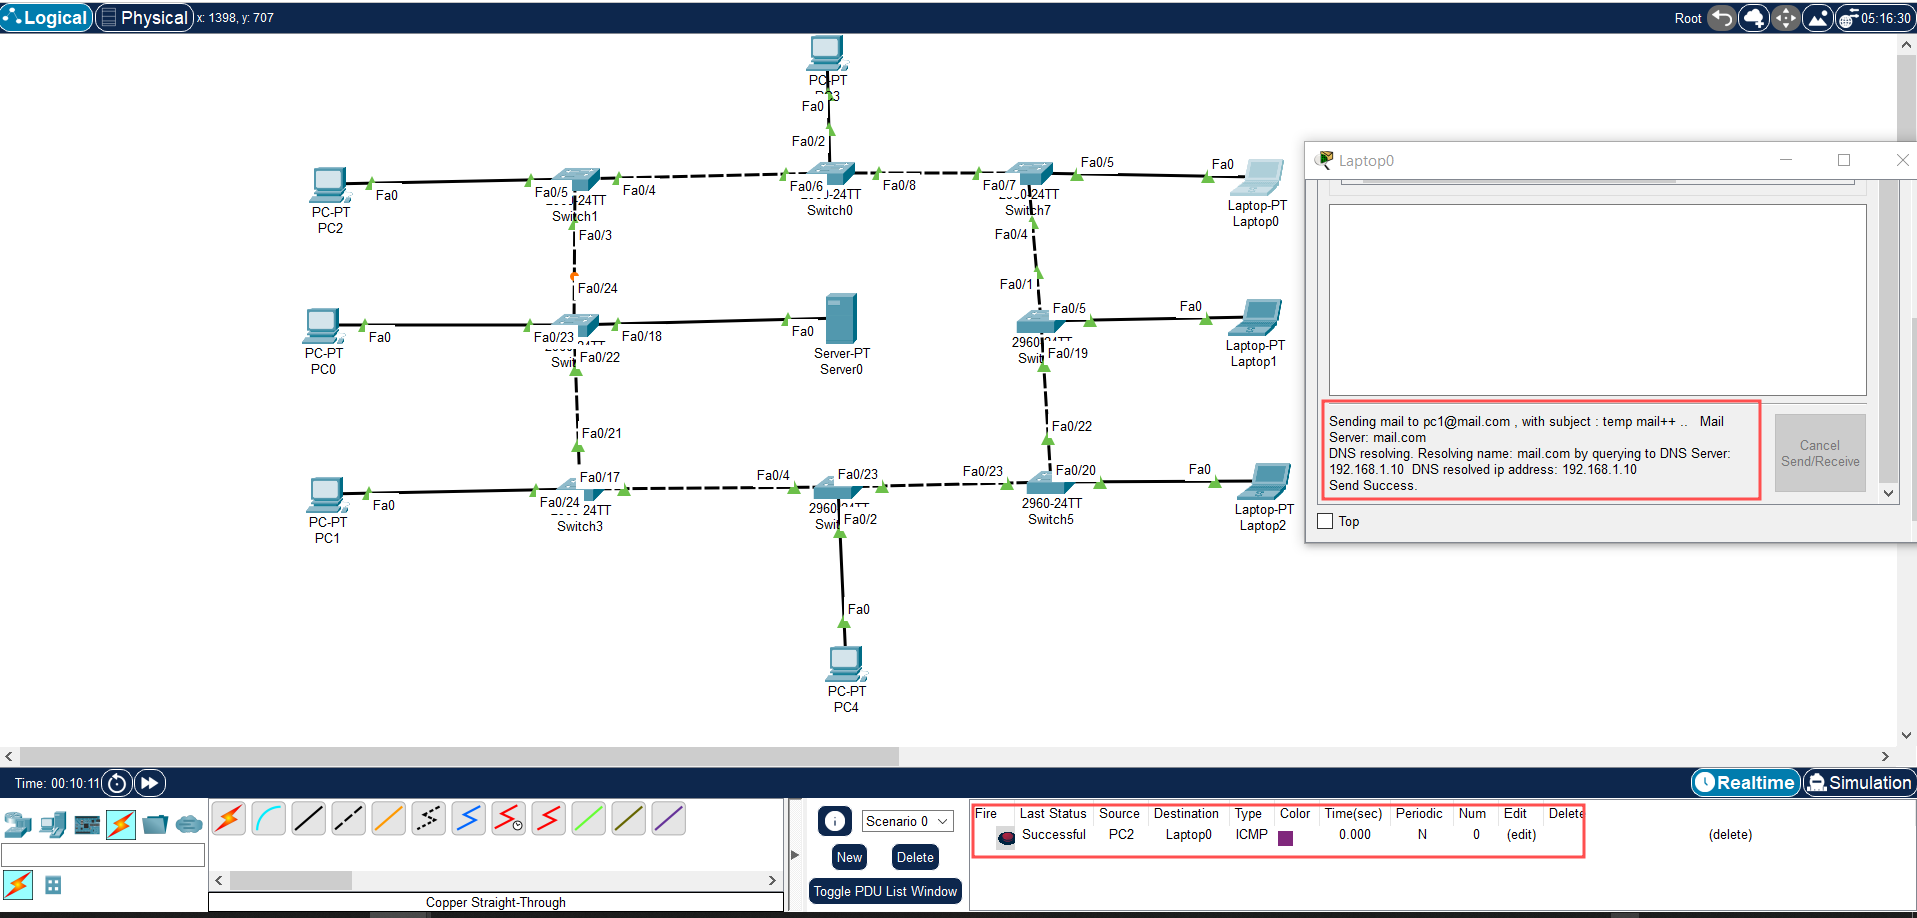 Logical
Physical
x: 1398, y: 707
Root
05:16:30
PC-PT
Fa0
Fa0/2
PC-PT
PC2
Fa0
Fa0/5
Fa0/4
Switch1
Fa0/3
Fa0/6
Fa0/8
Switch0
Fa0/7
Fa0/5
Fa0
Switch7
Fa0/4
Laptop-PT
Laptop0
Fa0/24
Fa0/1
PC-PT
PC0
Fa0
Fa0/23
Fa0/18
Fa0/22
Fa0
Server-PT
Server0
Fa0/5
Fa0
Fa0/19
Laptop-PT
Laptop1
Fa0/21
Fa0/22
PC-PT
PC1
Fa0
Fa0/17
Fa0/24
24TT
Switch3
Fa0/4
Fa0/23
Fa0/2
Fa0/23
Fa0/20
Fa0
2960-24TT
Switch5
Laptop-PT
Laptop2
Fa0
PC-PT
PC4
Laptop0
Sending mail to pc1@mail.com , with subject : temp mail++ .. Mail
Server: mail.com
DNS resolving. Resolving name: mail.com by querying to DNS Server:
192.168.1.10 DNS resolved ip address: 192.168.1.10
Send Success.
Cancel
Send/Receive
Top
Time: 00:10:11
Realtime
Simulation
Copper Straight-Through
Scenario 0
New
Delete
Toggle PDU List Window
Fire Last Status Source Destination Type Color Time(sec) Periodic Num Edit Delete
Successful PC2 Laptop0 ICMP 0.000 N 0 (edit) (delete)